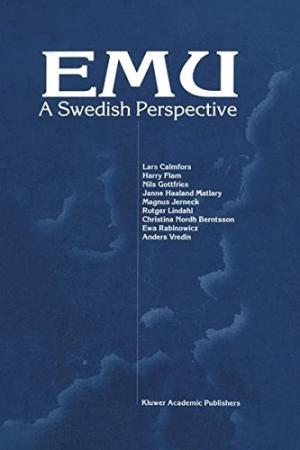 EMU
A Swedish Perspective
Lars Calmfors
Harry Flam
Nils Gottfries
Janne Haaland Matlary
Magnus Jerneck
Rutger Lindahl
Christina Nordh Berntsson
Ewa Rabinowicz
Anders Vredin
Kluwer Academic Publishers